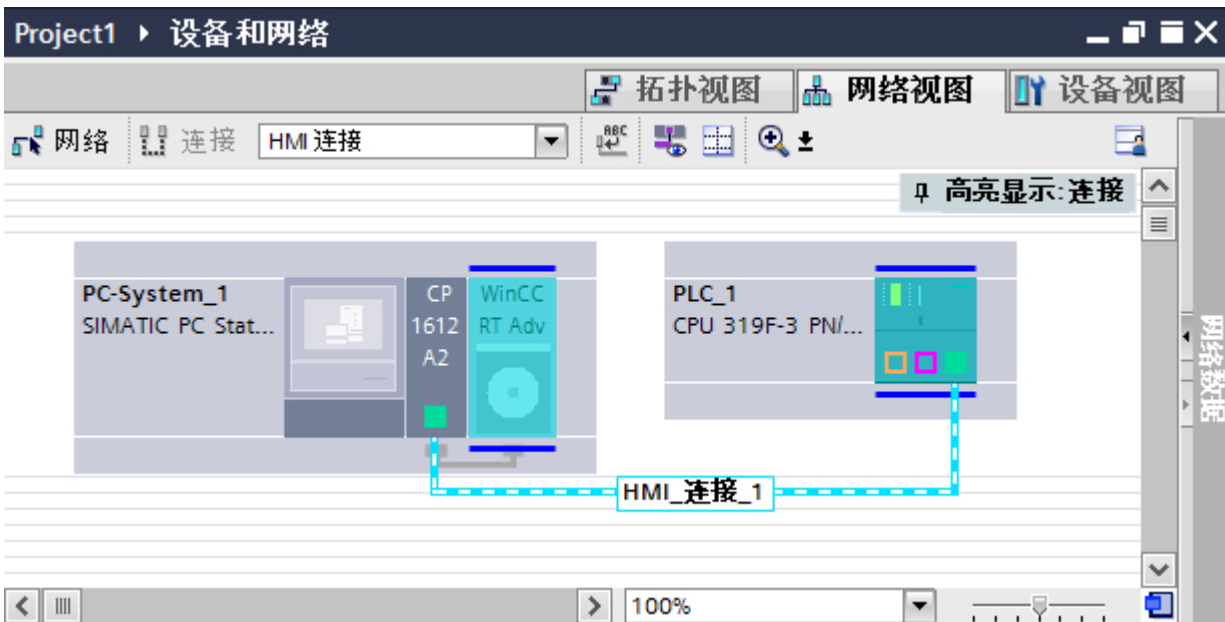 Project1 ▸ 设备和网络
拓扑视图 网络视图 设备视图
网络 连接 HMI 连接
高亮显示:连接
PC-System_1
SIMATIC PC Stat...
CP
1612
A2
WinCC
RT Adv
PLC_1
CPU 319F-3 PN/...
HMI_连接_1
网络数据
100%